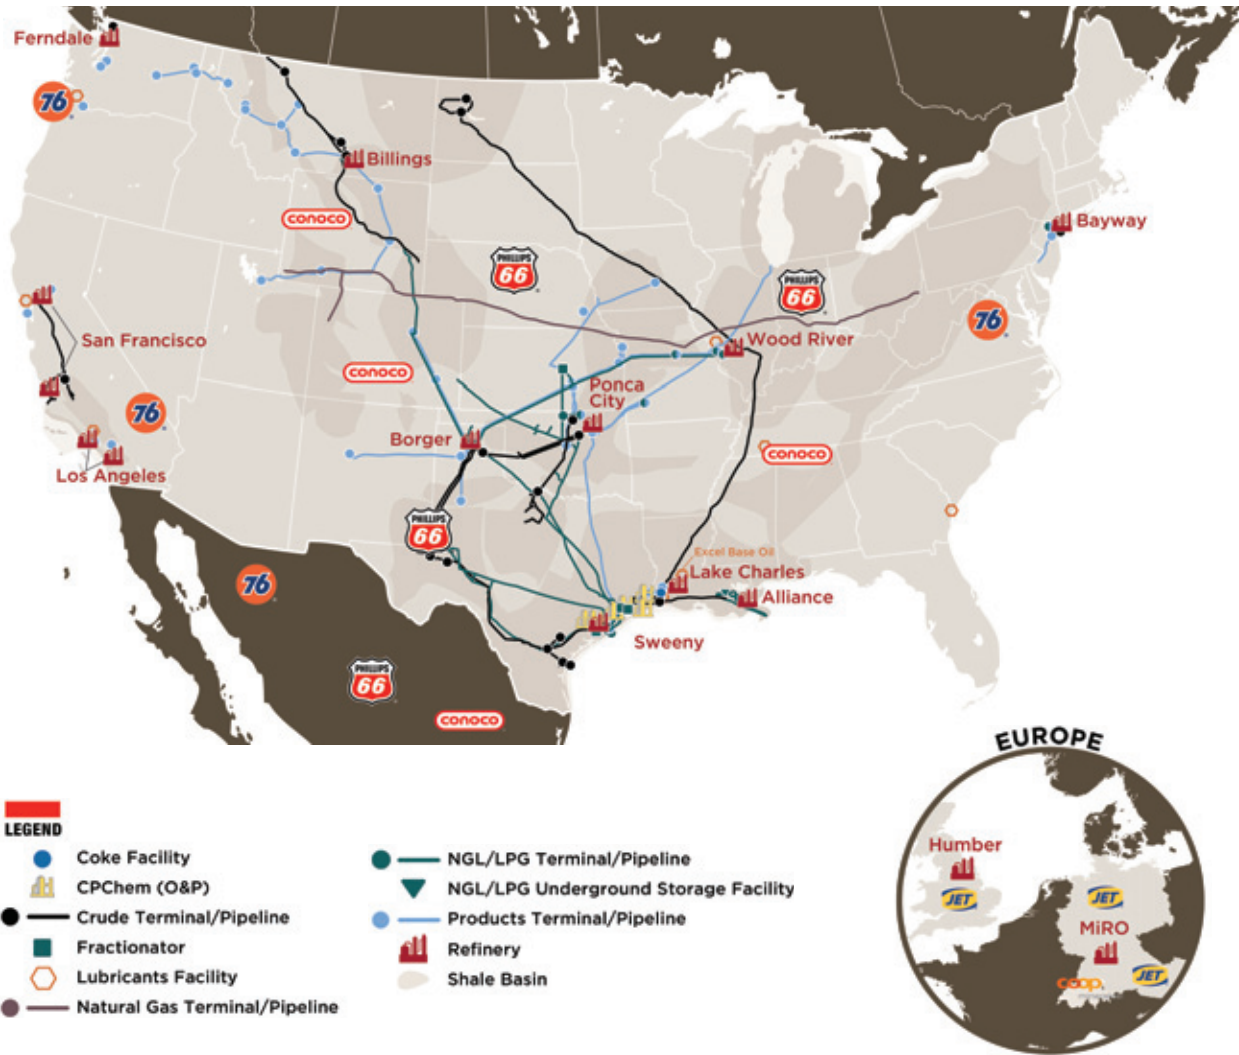 Ferndale
76
Billings
conoco
Bayway
PHILLIPS
66
PHILLIPS
66
76
San Francisco
Wood River
conoco
Ponca
City
76
Borger
conoco
Los Angeles
PHILLIPS
66
Excel Base Oil
Lake Charles
76
Alliance
Sweeny
PHILLIPS
66
conoco
EUROPE
Humber
JET
JET
MiRO
JET
coop
LEGEND
Coke Facility
CPChem (O&P)
Crude Terminal/Pipeline
Fractionator
Lubricants Facility
Natural Gas Terminal/Pipeline
NGL/LPG Terminal/Pipeline
NGL/LPG Underground Storage Facility
Products Terminal/Pipeline
Refinery
Shale Basin